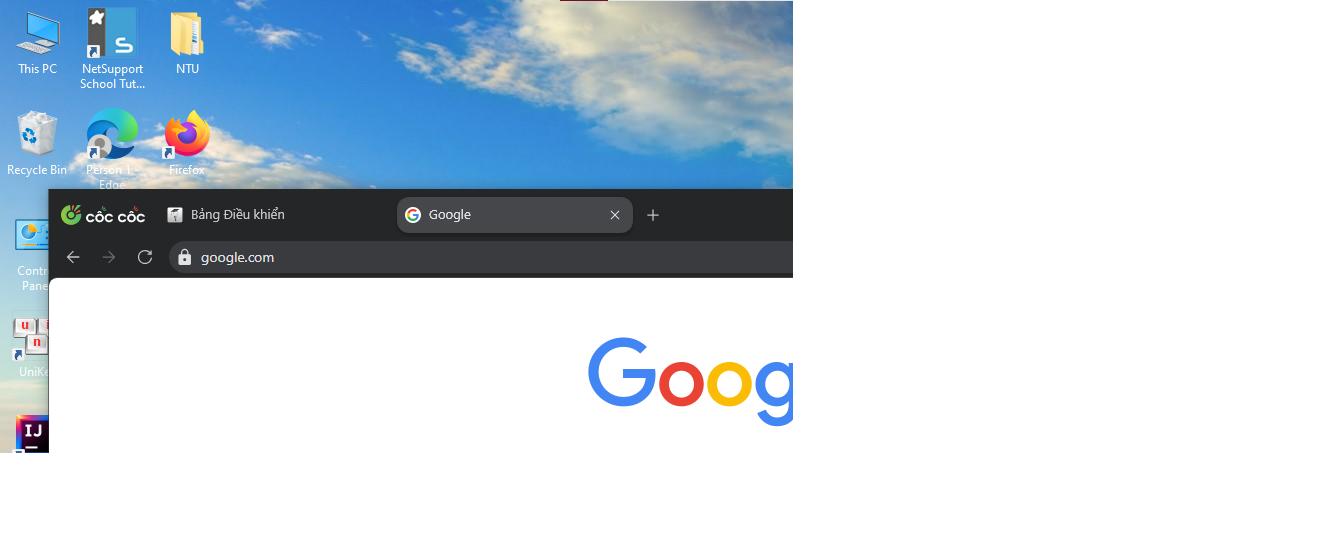 This PC
NetSupport
School Tut...
NTU
Recycle Bin
Person 1 -
Edge
Firefox
cốc cốc
Bảng Điều khiển
Google
google.com
Contr
Pane
u i
n
UniKe
IJ
Goog